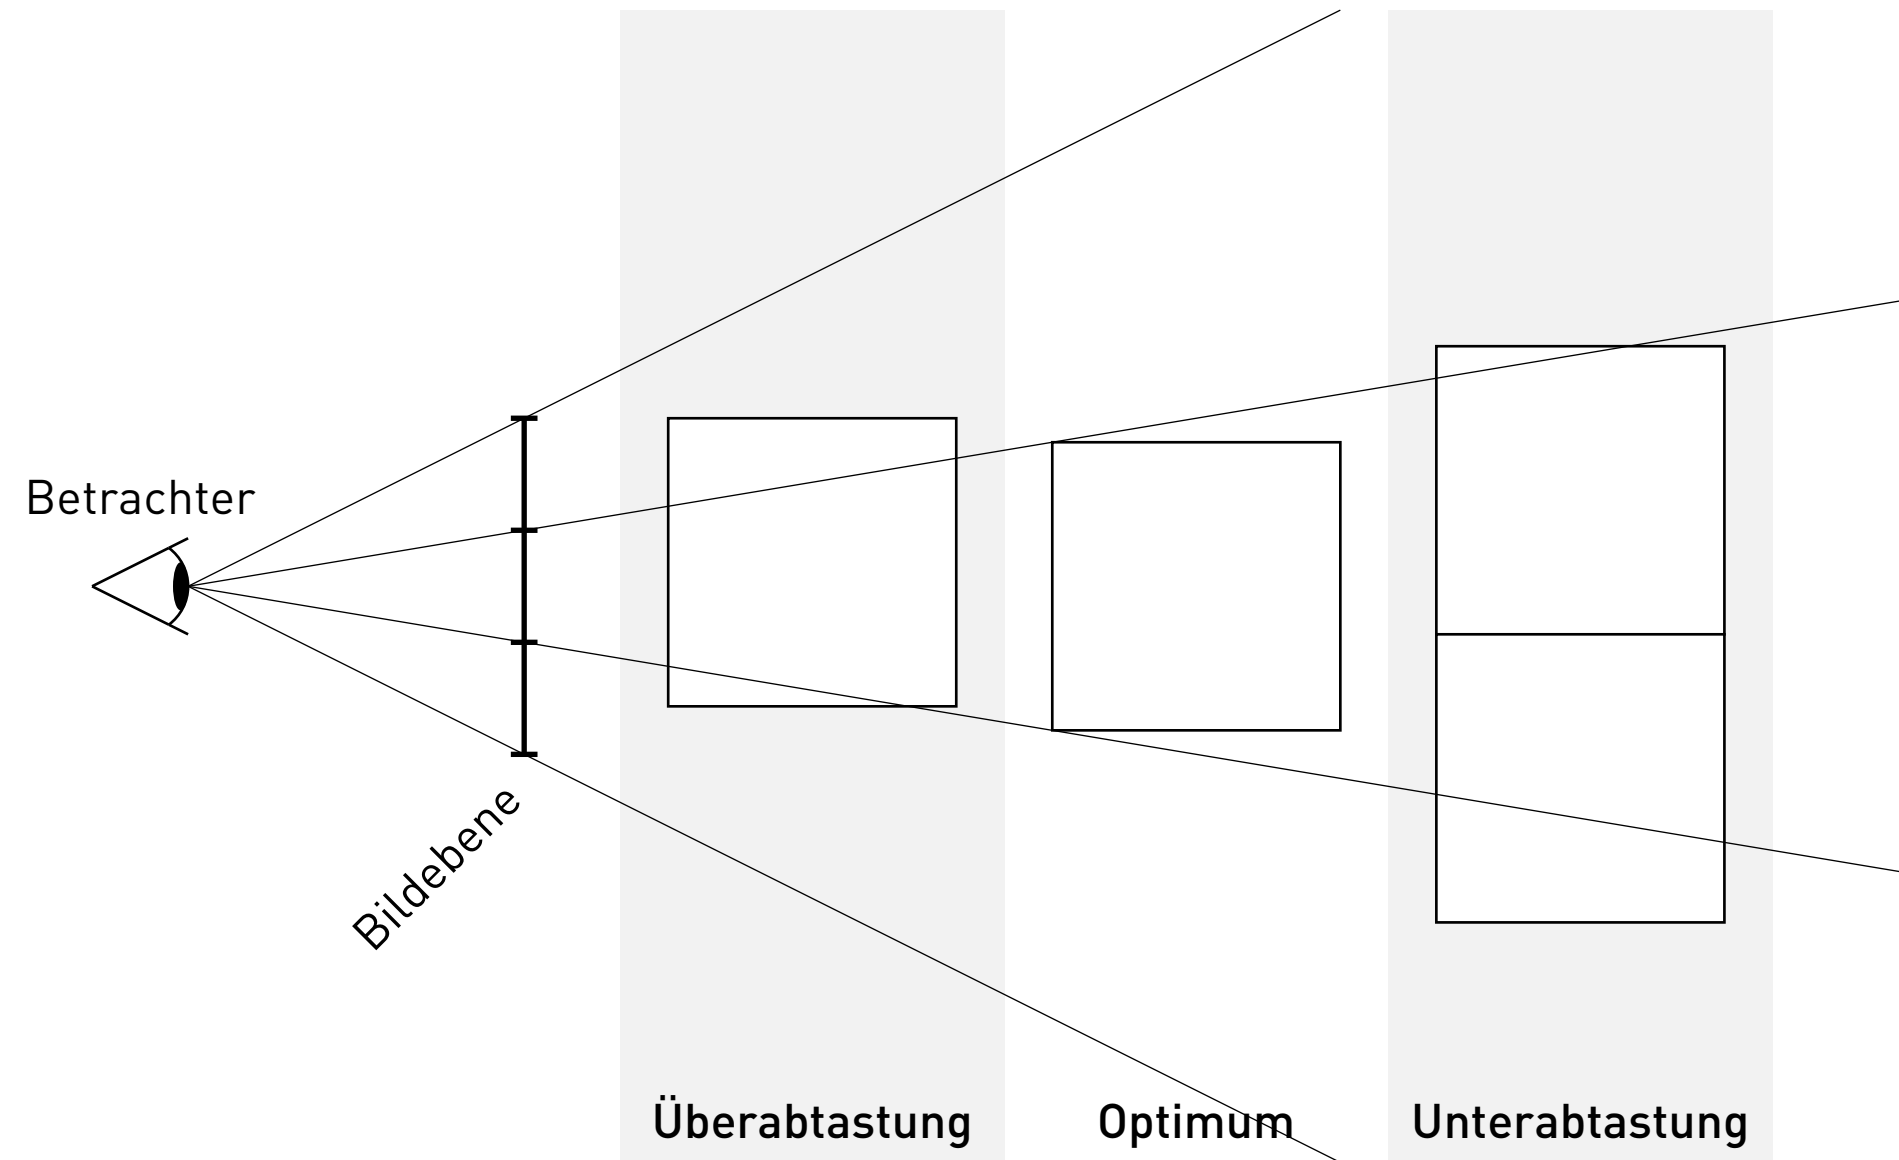 Betrachter
Bildebene
Überabtastung
Optimum
Unterabtastung